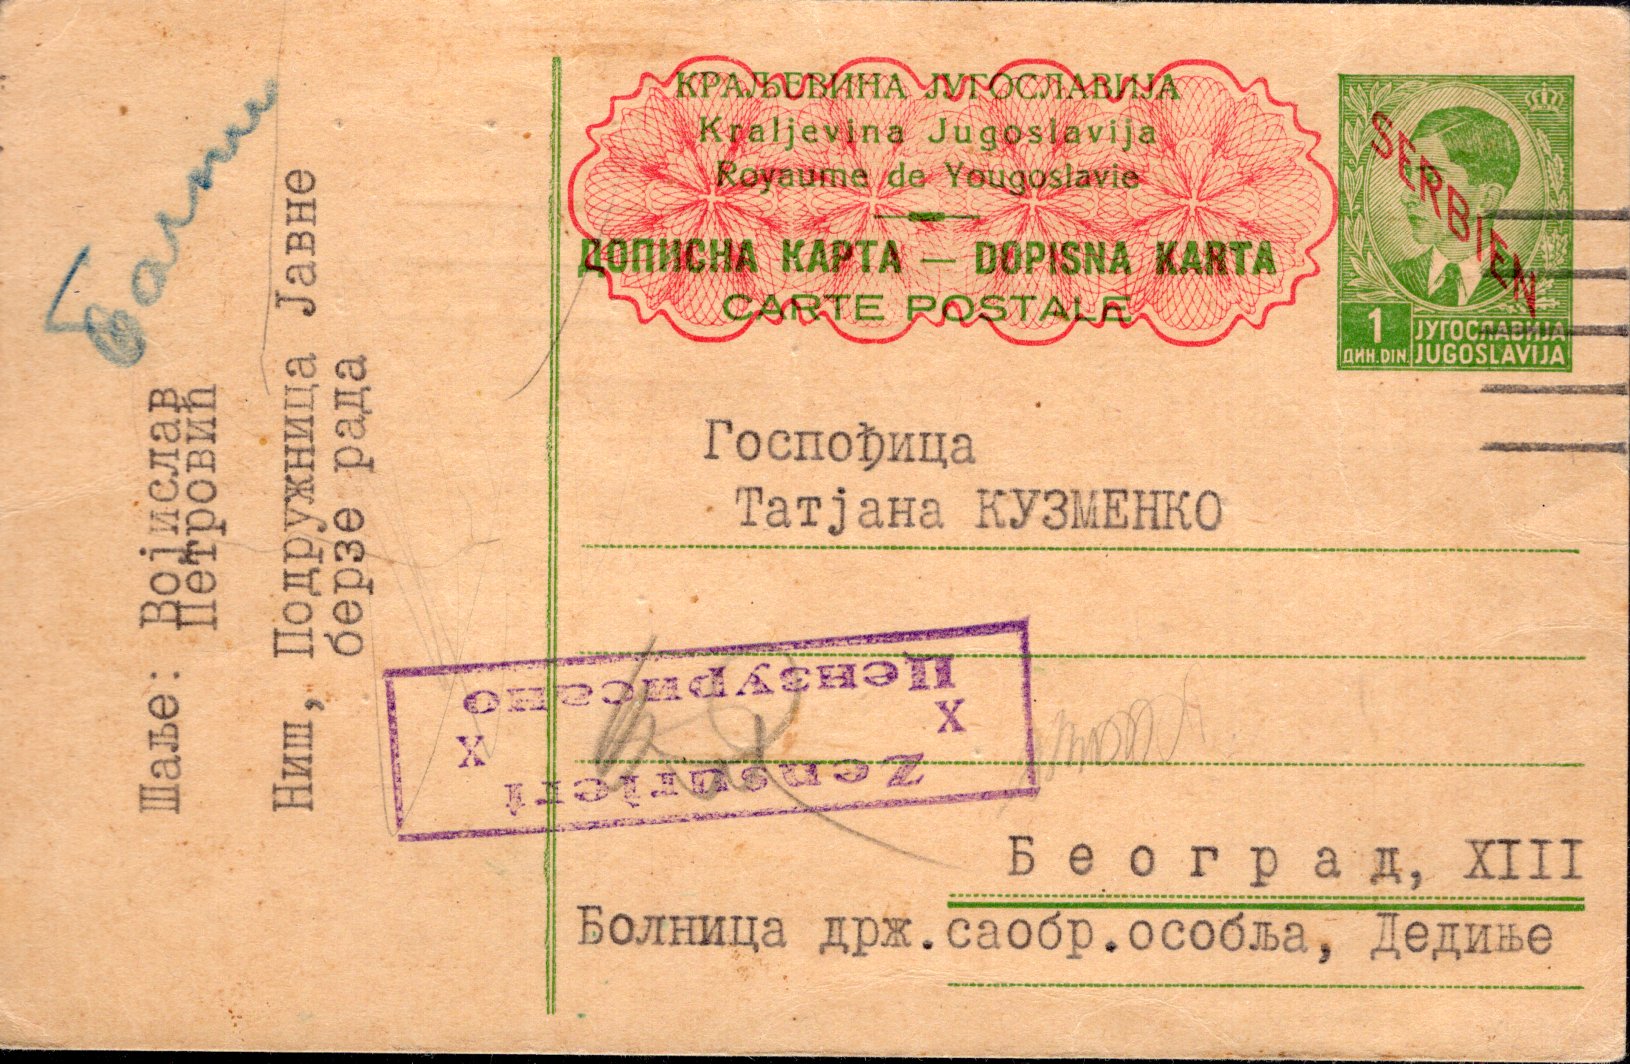 КРАЉЕВИНА ЈУГОСЛАВИЈА
Kraljevina Jugoslavija
Royaume de Yougoslavie
ДОПИСНА КАРТА — DOPISNA KARTA
CARTE POSTALE
SERBIEN
1
ДИН. DIN.
ЈУГОСЛАВИЈА
JUGOSLAVIJA
Шаље: Војислав
Петровић
Ниш, Подружница Јавне
берзе рада
Госпођица
Татјана КУЗМЕНКО
Zensuriert
X X
Цензурисано
Београд, XIII
Болница држ.саобр.особља, Дедиње